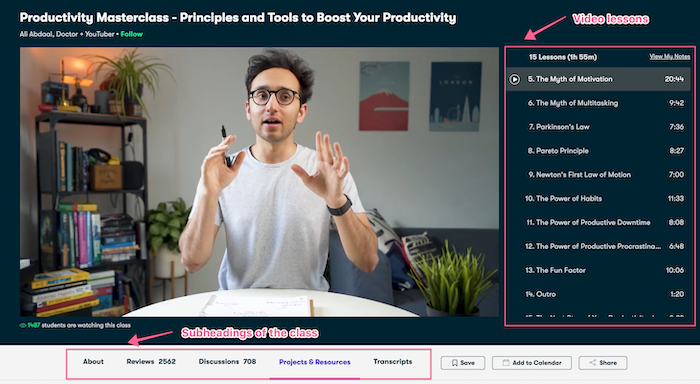 Productivity Masterclass - Principles and Tools to Boost Your Productivity
Ali Abdaal, Doctor + YouTuber • Follow
Video lessons
15 Lessons (1h 55m) View My Notes
5. The Myth of Motivation 20:44
6. The Myth of Multitasking 9:42
7. Parkinson's Law 7:36
8. Pareto Principle 8:27
9. Newton's First Law of Motion 7:00
10. The Power of Habits 11:33
11. The Power of Productive Downtime 8:08
12. The Power of Productive Procrastina... 6:48
13. The Fun Factor 10:06
14. Outro 1:20
LONDON
1487 students are watching this class
Subheadings of the class
About Reviews 2562 Discussions 708 Projects & Resources Transcripts Save Add to Calendar Share